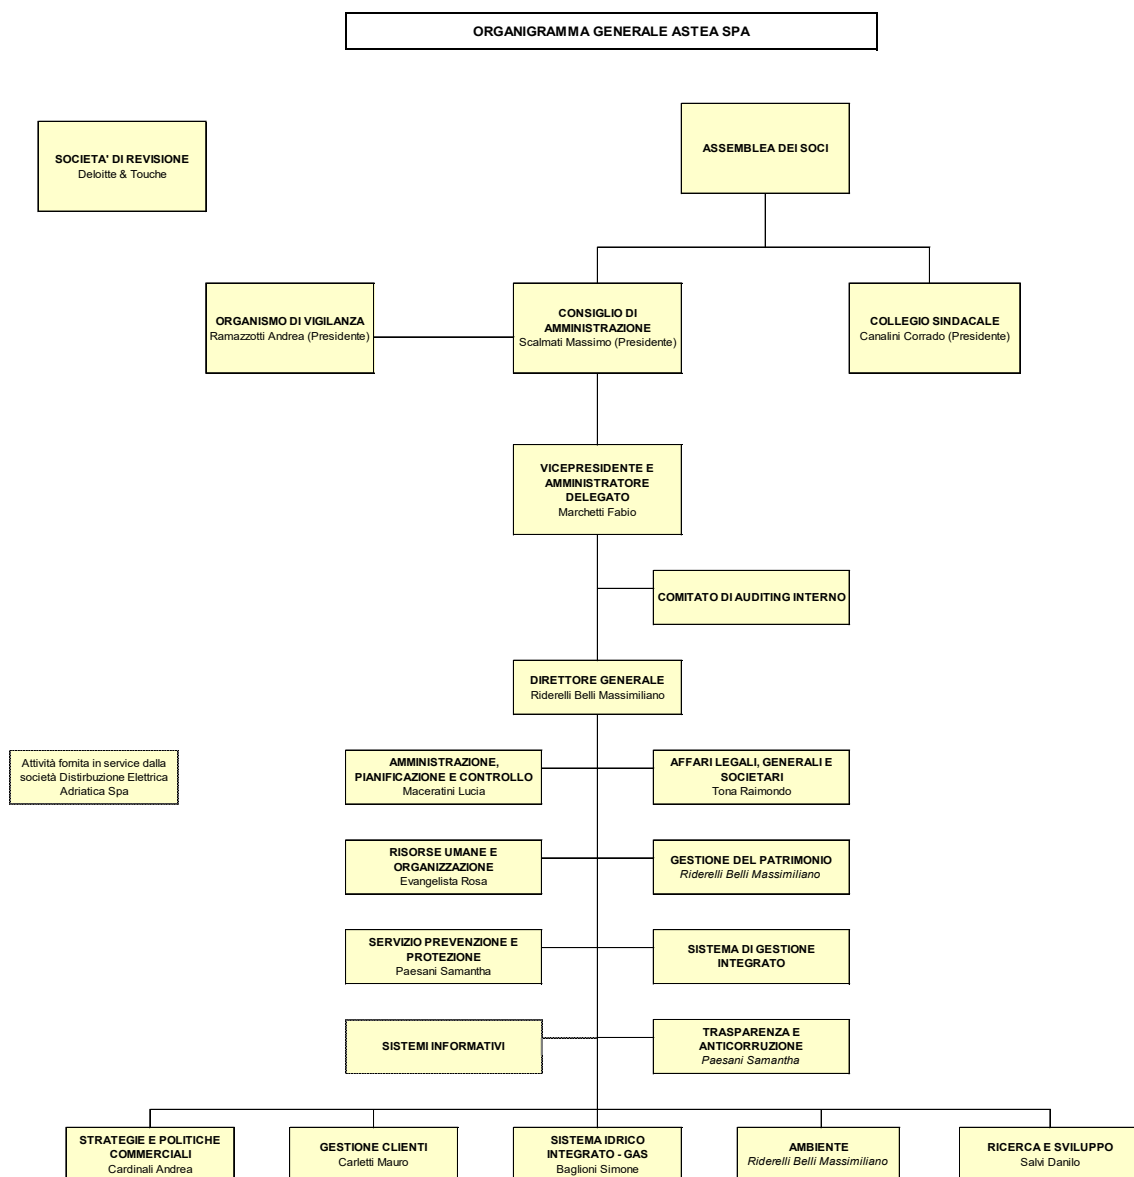 ORGANIGRAMMA GENERALE ASTEA SPA
SOCIETA' DI REVISIONE
Deloitte & Touche
ASSEMBLEA DEI SOCI
ORGANISMO DI VIGILANZA
Ramazzotti Andrea (Presidente)
CONSIGLIO DI
AMMINISTRAZIONE
Scalmati Massimo (Presidente)
COLLEGIO SINDACALE
Canalini Corrado (Presidente)
VICEPRESIDENTE E
AMMINISTRATORE
DELEGATO
Marchetti Fabio
COMITATO DI AUDITING INTERNO
DIRETTORE GENERALE
Riderelli Belli Massimiliano
Attività fornita in service dalla
società Distirbuzione Elettrica
Adriatica Spa
AMMINISTRAZIONE,
PIANIFICAZIONE E CONTROLLO
Maceratini Lucia
AFFARI LEGALI, GENERALI E
SOCIETARI
Tona Raimondo
RISORSE UMANE E
ORGANIZZAZIONE
Evangelista Rosa
GESTIONE DEL PATRIMONIO
Riderelli Belli Massimiliano
SERVIZIO PREVENZIONE E
PROTEZIONE
Paesani Samantha
SISTEMA DI GESTIONE
INTEGRATO
SISTEMI INFORMATIVI
TRASPARENZA E
ANTICORRUZIONE
Paesani Samantha
STRATEGIE E POLITICHE
COMMERCIALI
Cardinali Andrea
GESTIONE CLIENTI
Carletti Mauro
SISTEMA IDRICO
INTEGRATO - GAS
Baglioni Simone
AMBIENTE
Riderelli Belli Massimiliano
RICERCA E SVILUPPO
Salvi Danilo